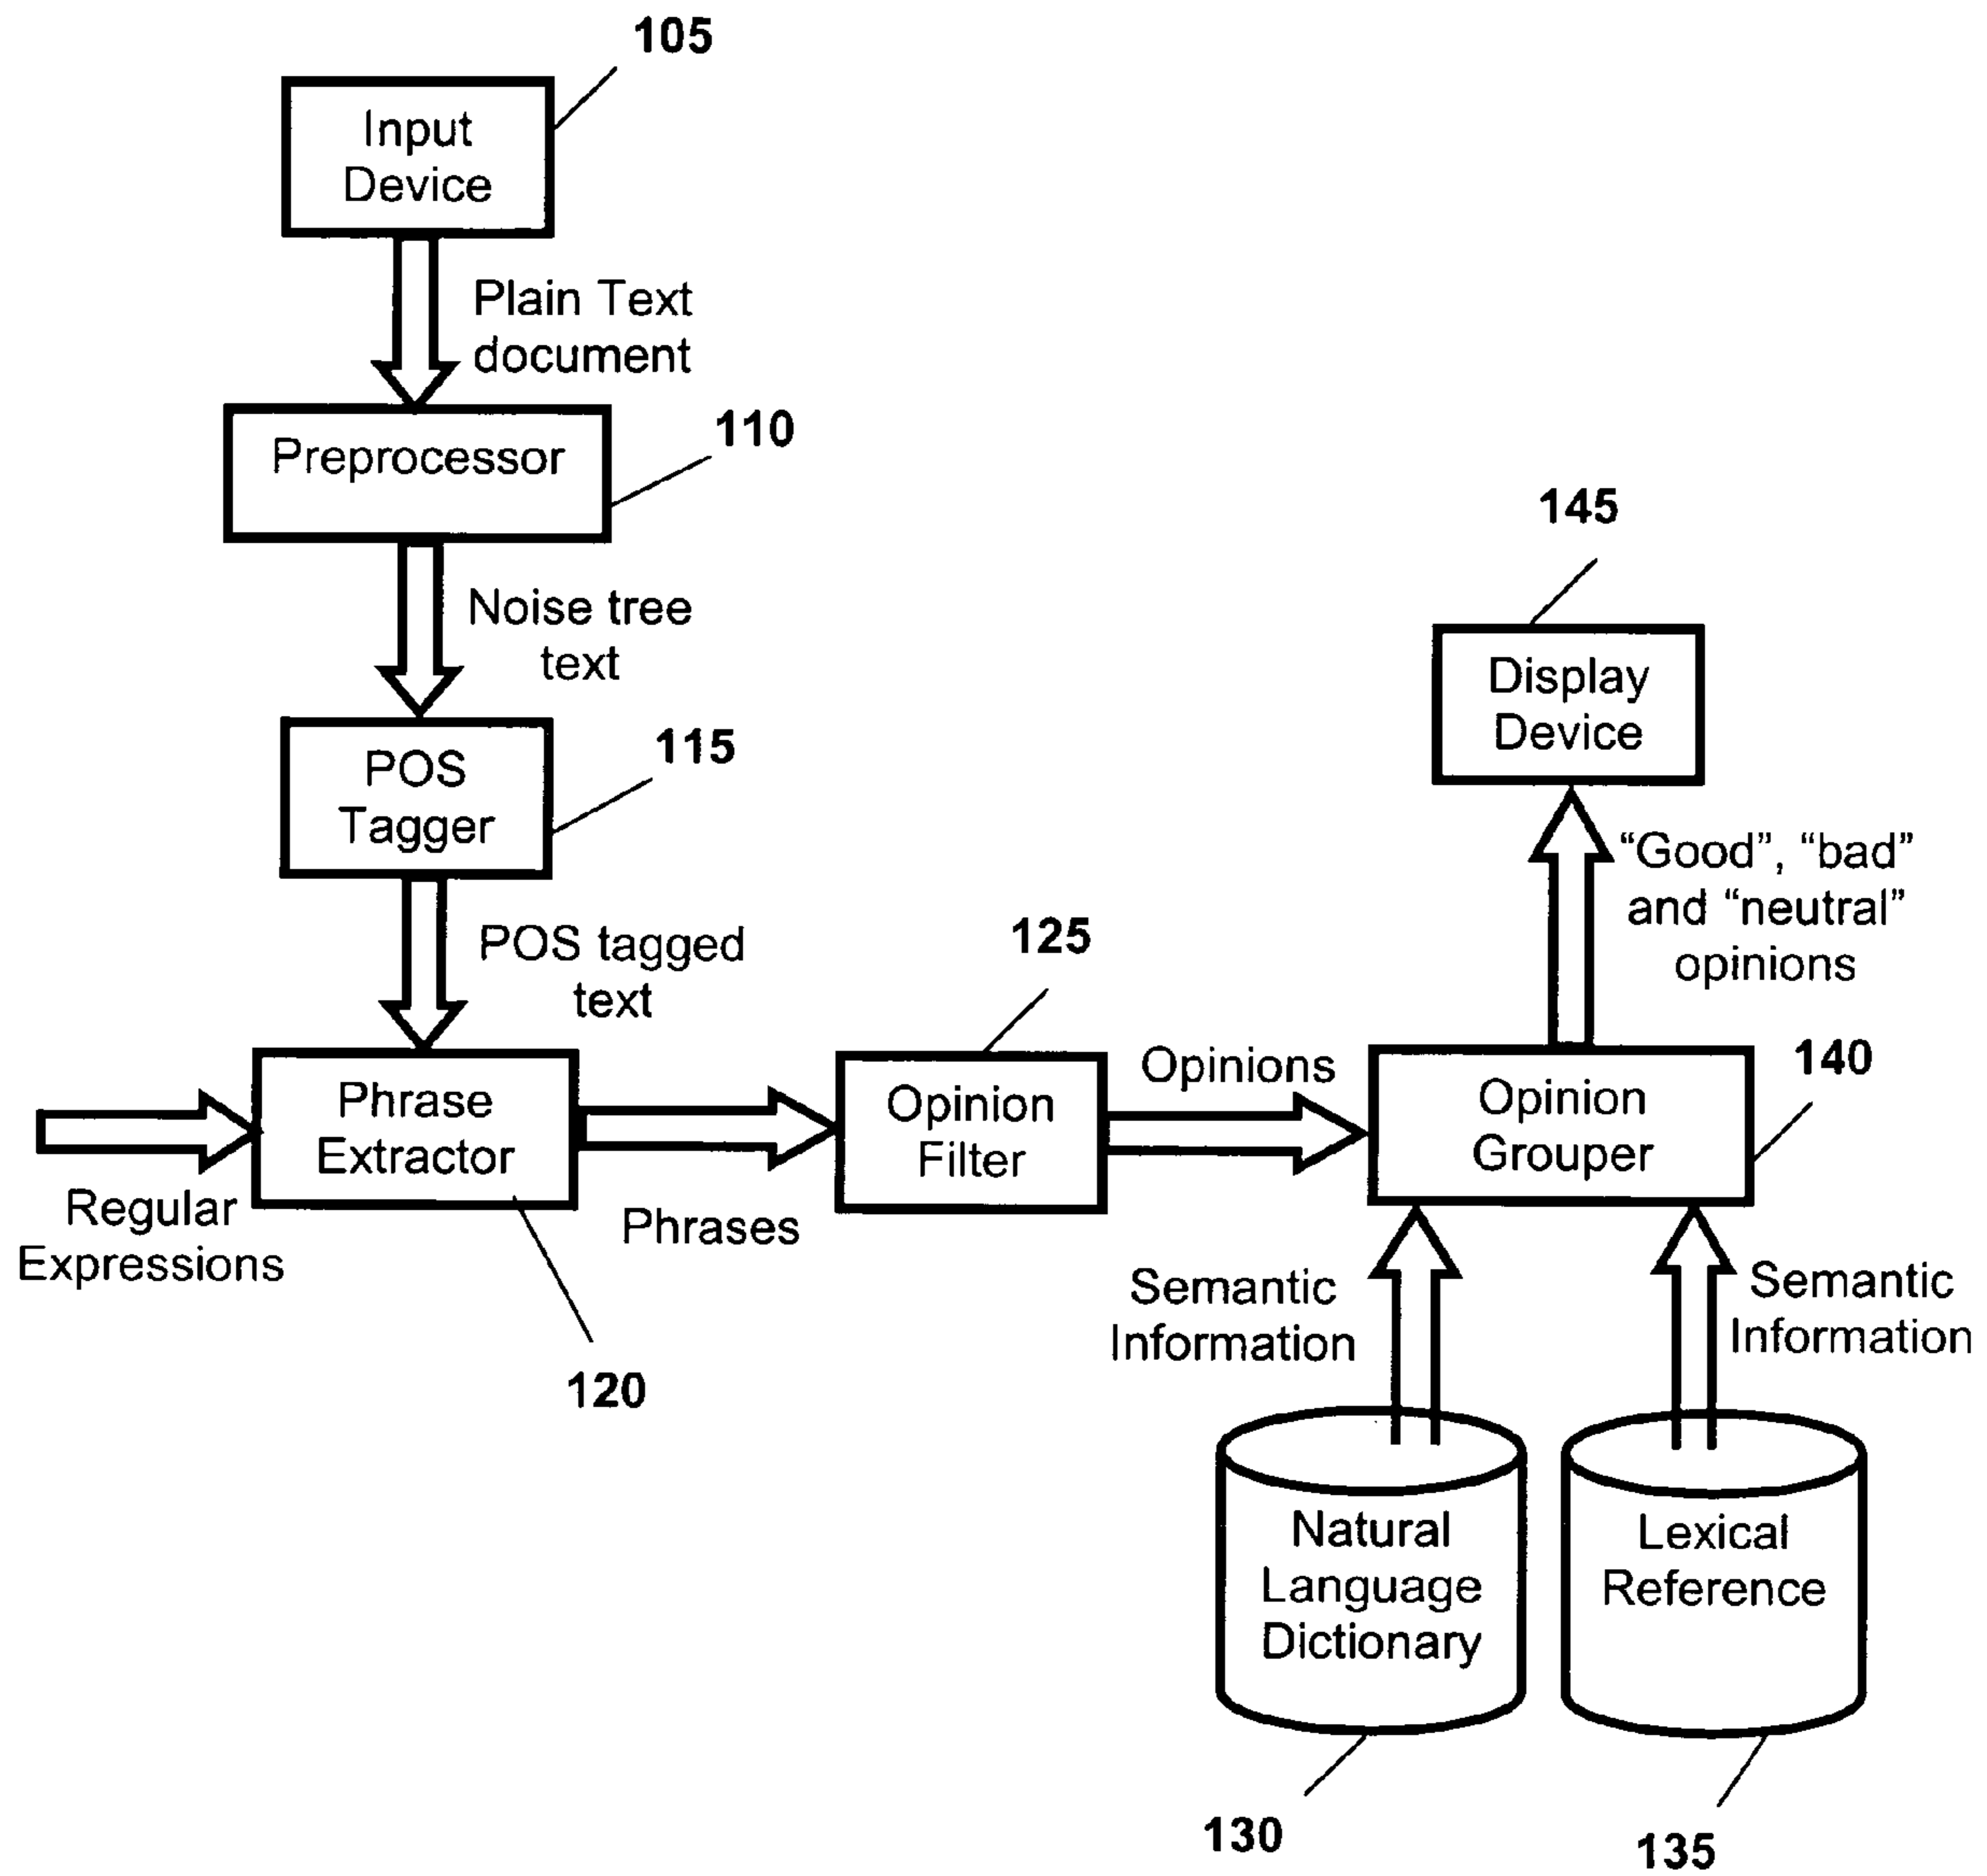 105
Input
Device
Plain Text
document
110
Preprocessor
Noise tree
text
115
POS
Tagger
POS tagged
text
Regular
Expressions
Phrase
Extractor
120
Phrases
125
Opinion
Filter
Opinions
140
Opinion
Grouper
145
Display
Device
“Good”, “bad”
and “neutral”
opinions
Semantic
Information
Semantic
Information
Natural
Language
Dictionary
130
Lexical
Reference
135